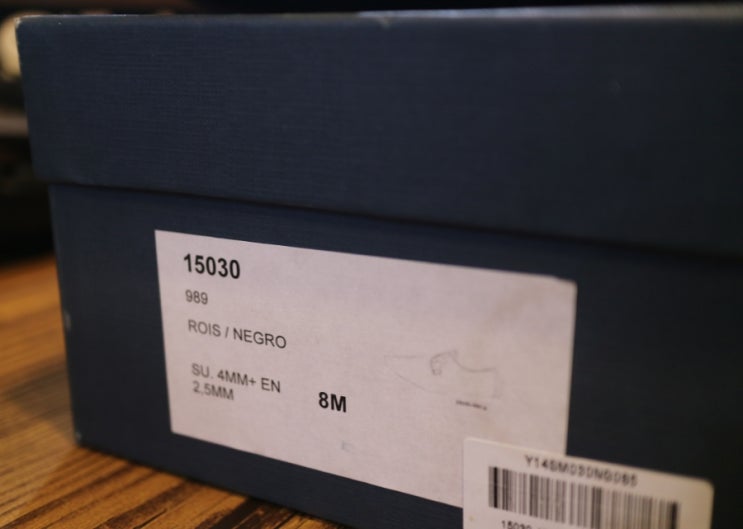 15030
989
ROIS / NEGRO
SU. 4MM+ EN
2,5MM
8M
Y14SM030NG085
15030